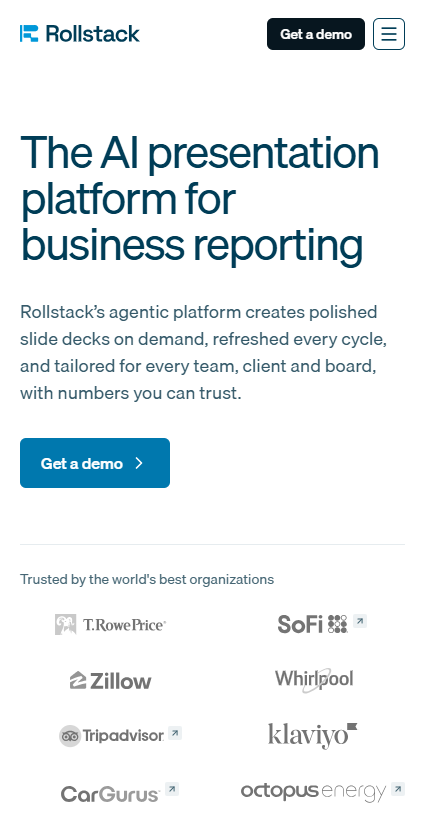 Rollstack
Get a demo
The AI presentation
platform for
business reporting
Rollstack’s agentic platform creates polished
slide decks on demand, refreshed every cycle,
and tailored for every team, client and board,
with numbers you can trust.
Get a demo
Trusted by the world's best organizations
T.RowePrice
SoFi
Zillow
Whirlpool
Tripadvisor
klaviyo
CarGurus
octopus energy